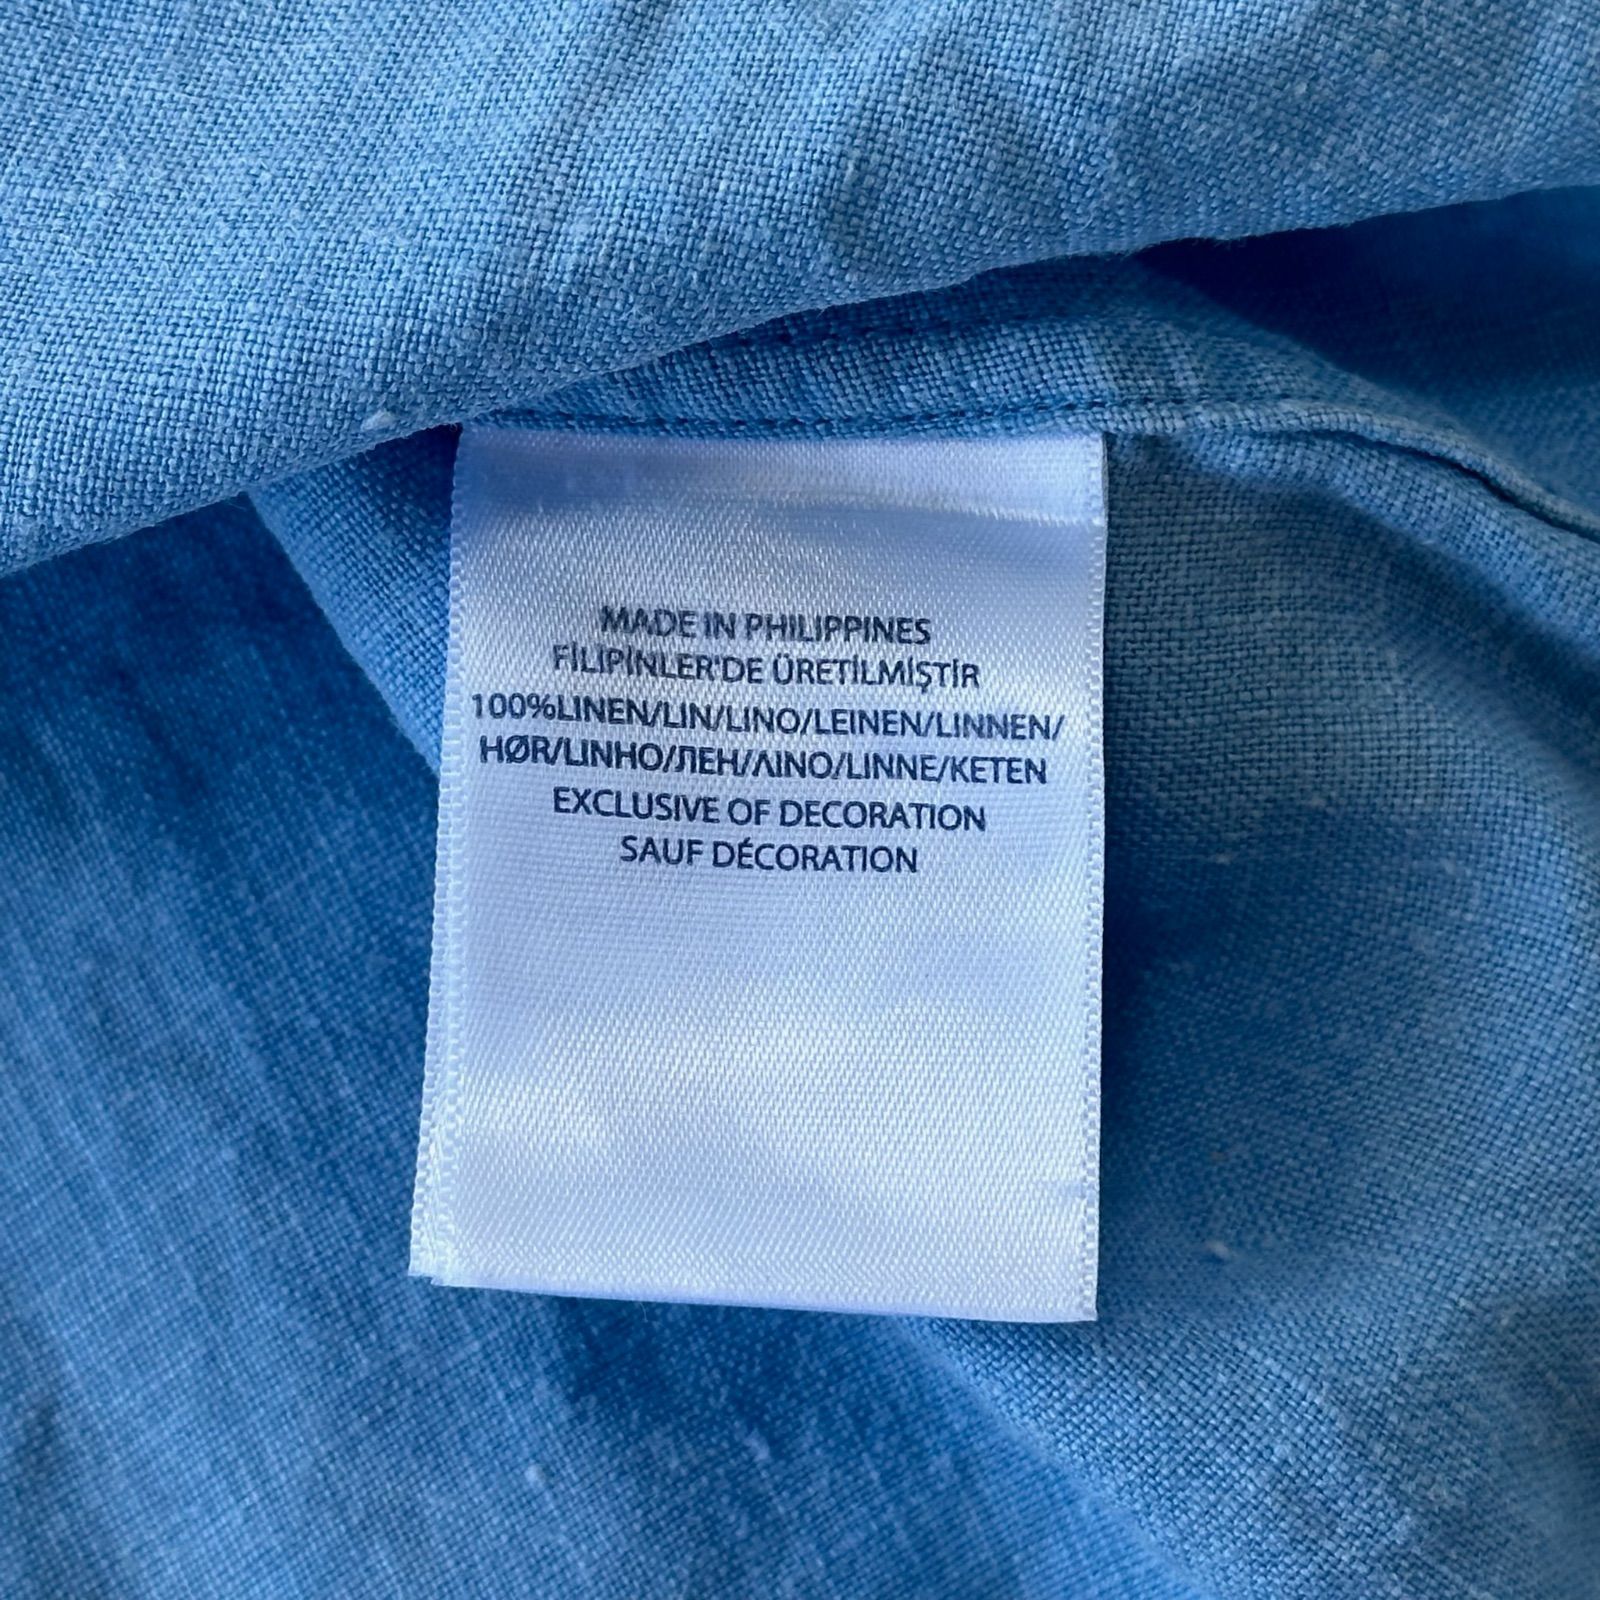 MADE IN PHILIPPINES
FİLİPİNLER'DE ÜRETİLMİŞTİR
100%LINEN/LIN/LINO/LEINEN/LINNEN/
HØR/LINHO/ЛЕН/ΛΙΝΟ/LINNE/KETEN
EXCLUSIVE OF DECORATION
SAUF DÉCORATION